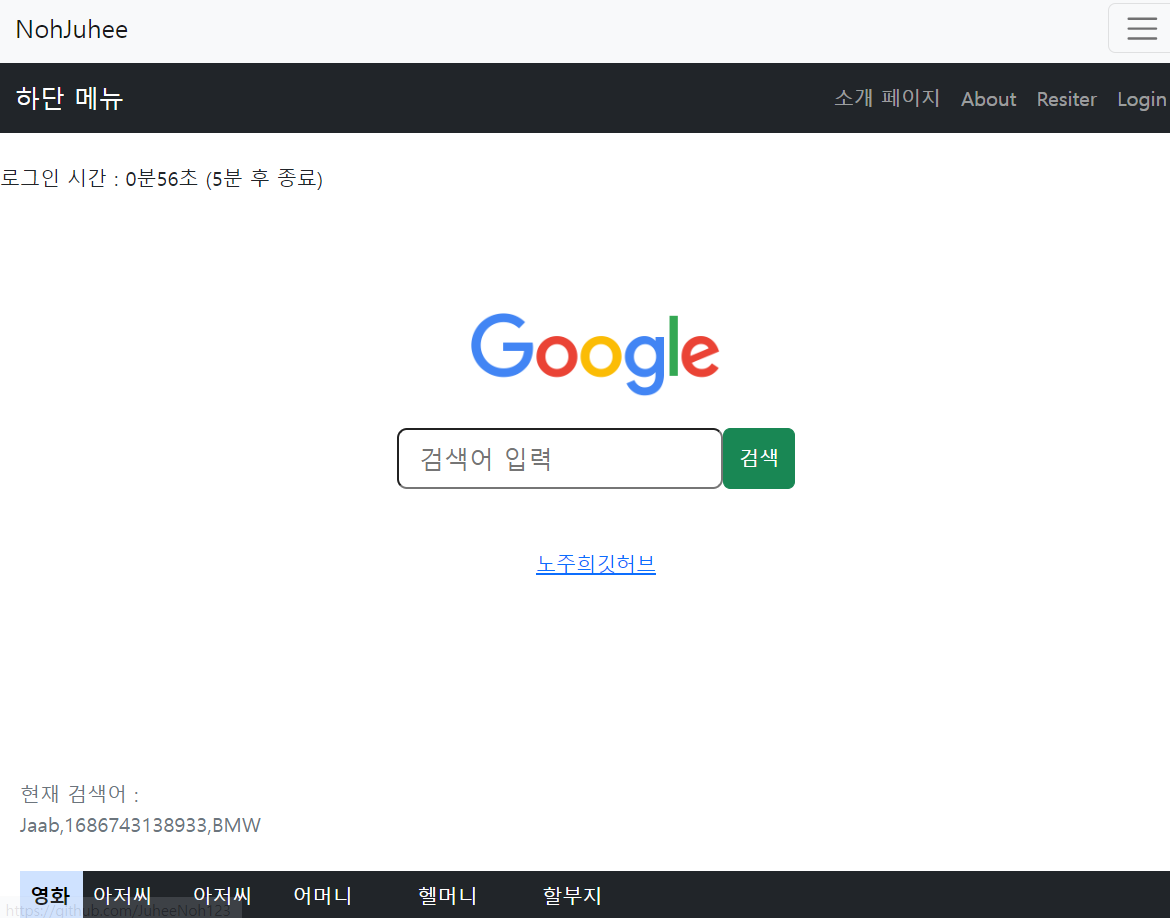 NohJuhee
하단 메뉴 소개 페이지 About Resiter Login
로그인 시간 : 0분56초 (5분 후 종료)
Google
검색어 입력 검색
노주희깃허브
현재 검색어 :
Jaab,1686743138933,BMW
영화 아저씨 아저씨 어머니 헬머니 할부지
https://github.com/JuheeNoh123